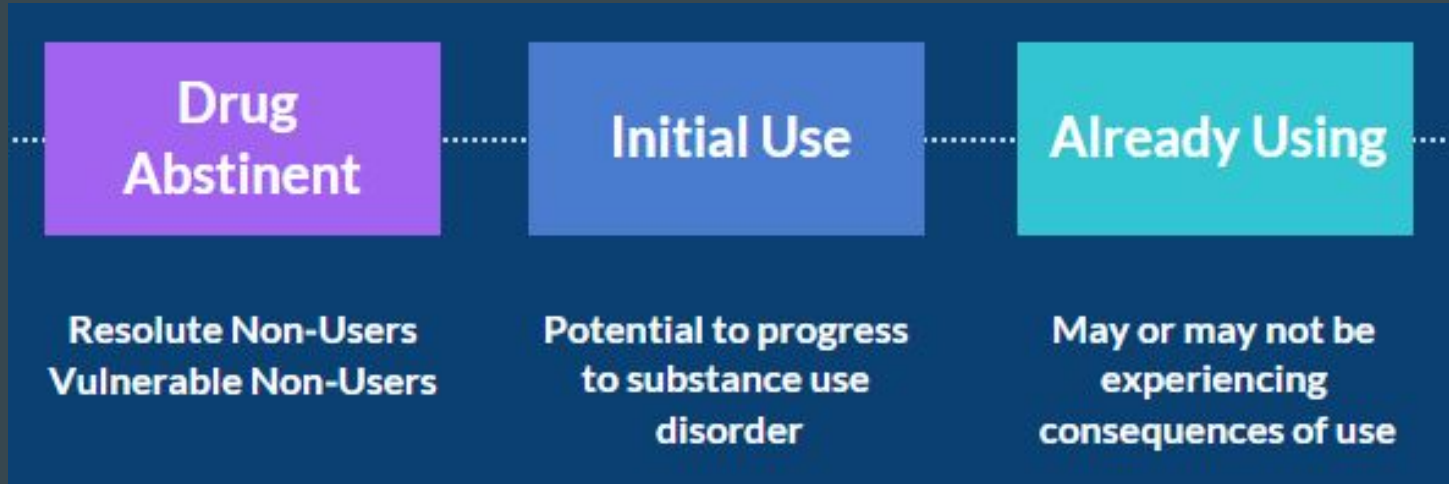 Drug
Abstinent
Initial Use
Already Using
Resolute Non-Users
Vulnerable Non-Users
Potential to progress
to substance use
disorder
May or may not be
experiencing
consequences of use